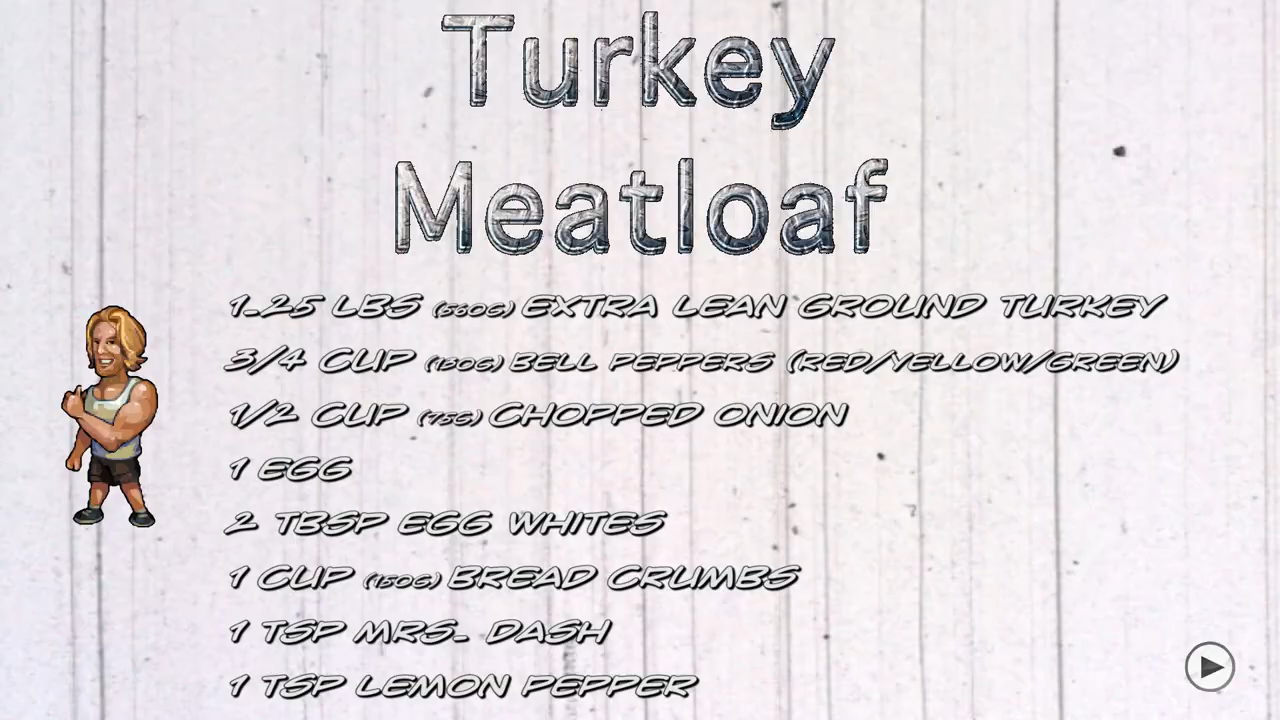 Turkey
Meatloaf
1.25 LBS (560G) EXTRA LEAN GROUND TURKEY
3/4 CUP (130G) BELL PEPPERS (RED/YELLOW/GREEN)
1/2 CUP (75G) CHOPPED ONION
1 EGG
2 TBSP EGG WHITES
1 CUP (150G) BREAD CRUMBS
1 TSP MRS. DASH
1 TSP LEMON PEPPER